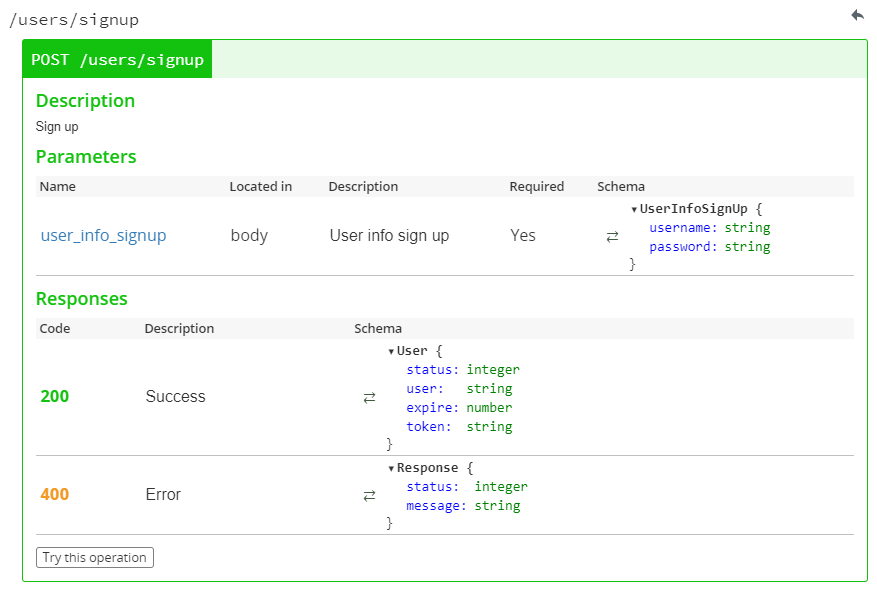 /users/signup
POST /users/signup
Description
Sign up
Parameters
Name Located in Description Required Schema
user_info_signup body User info sign up Yes ⇄ ▼UserInfoSignUp {
username: string
password: string
}
Responses
Code Description Schema
200 Success ⇄ ▼User {
status: integer
user: string
expire: number
token: string
}
400 Error ⇄ ▼Response {
status: integer
message: string
}
Try this operation